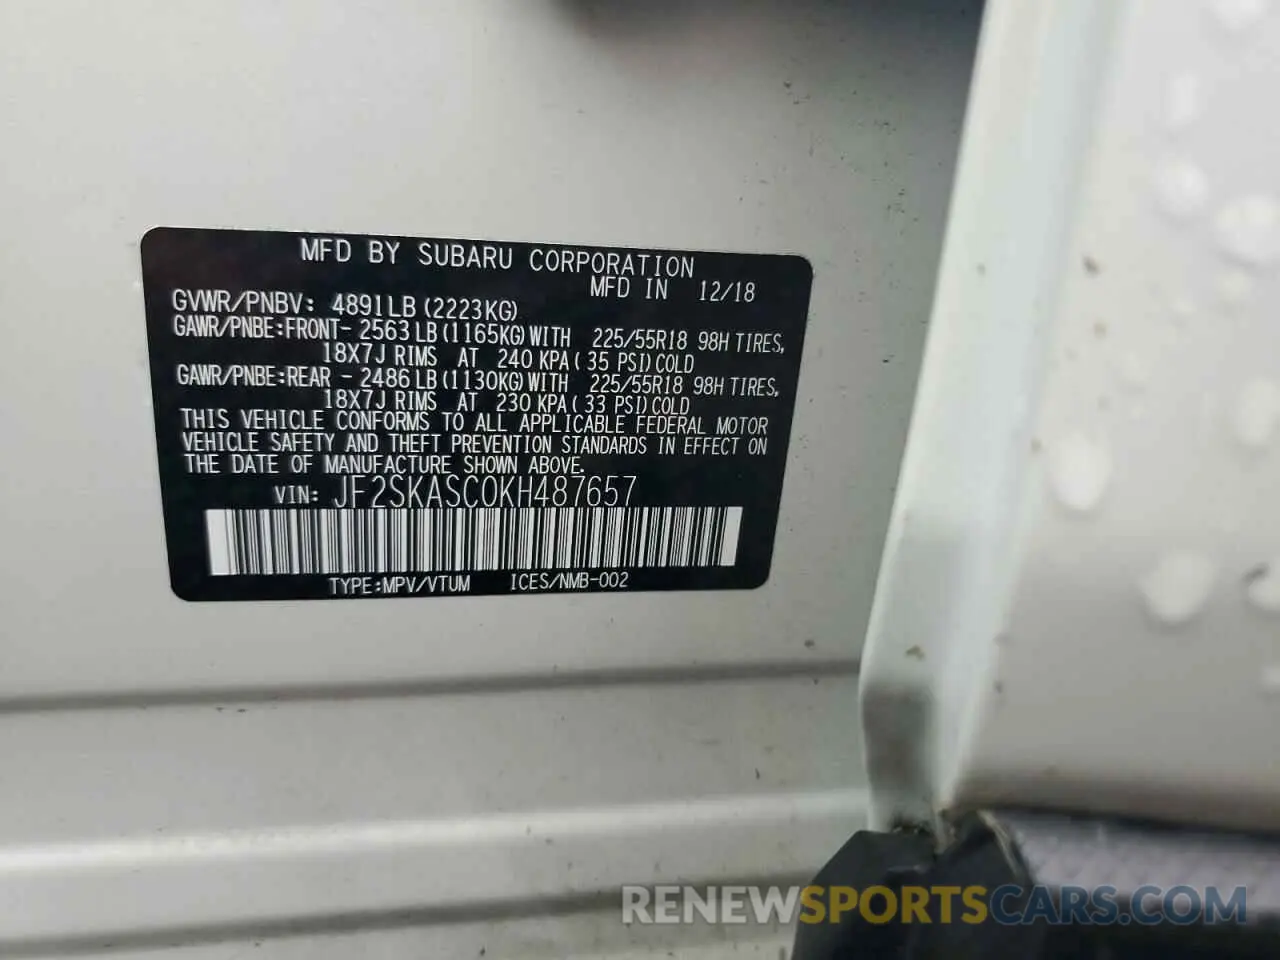 MFD BY SUBARU CORPORATION
MFD IN 12/18
GVWR/PNBV: 4891LB (2223KG)
GAWR/PNBE:FRONT- 2563 LB (1165KG) WITH 225/55R18 98H TIRES,
18X7J RIMS AT 240 KPA ( 35 PSI) COLD
GAWR/PNBE:REAR - 2486 LB (1130KG) WITH 225/55R18 98H TIRES,
18X7J RIMS AT 230 KPA ( 33 PSI) COLD
THIS VEHICLE CONFORMS TO ALL APPLICABLE FEDERAL MOTOR
VEHICLE SAFETY AND THEFT PREVENTION STANDARDS IN EFFECT ON
THE DATE OF MANUFACTURE SHOWN ABOVE.
VIN: JF2SKASC0KH487657
TYPE:MPV/VTUM ICES/NMB-002
RENEWSPORTSCARS.COM